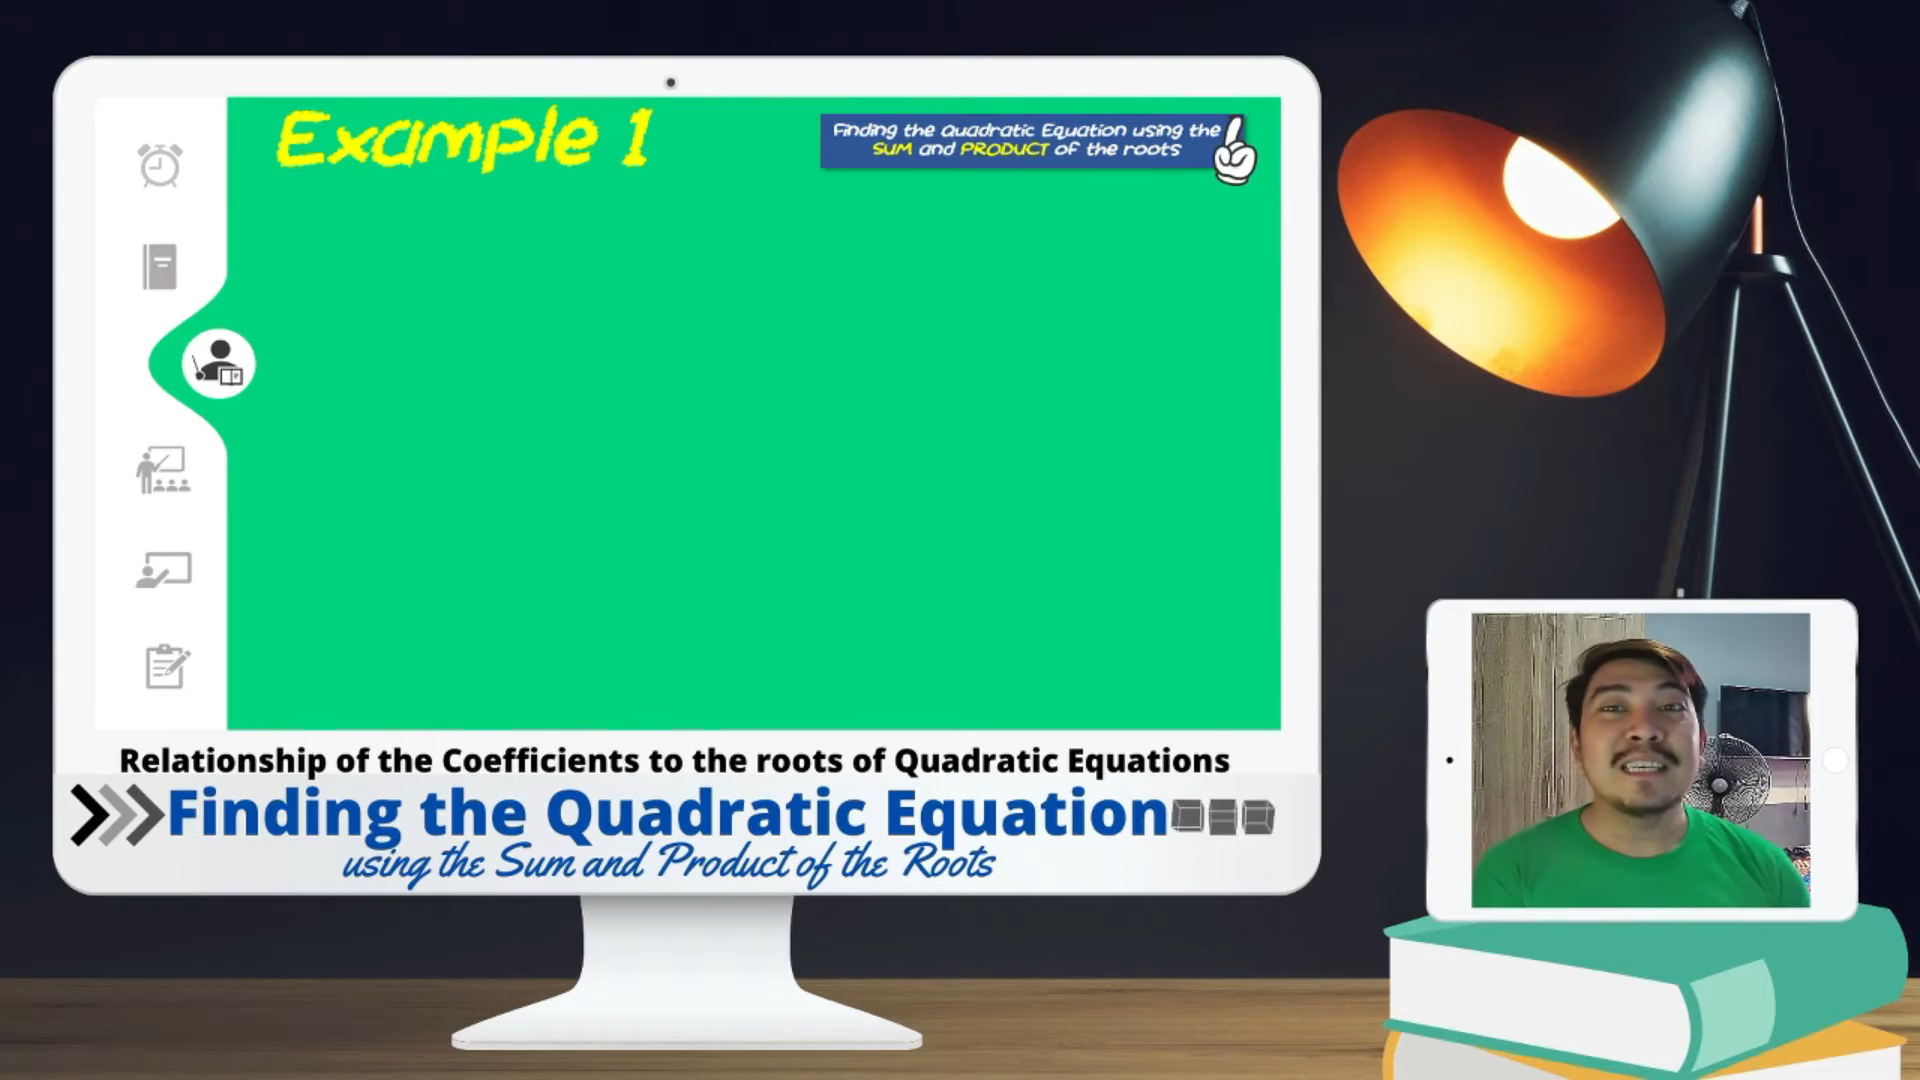 Example 1
Finding the Quadratic Equation using the
SUM and PRODUCT of the roots
Relationship of the Coefficients to the roots of Quadratic Equations
Finding the Quadratic Equation
using the Sum and Product of the Roots